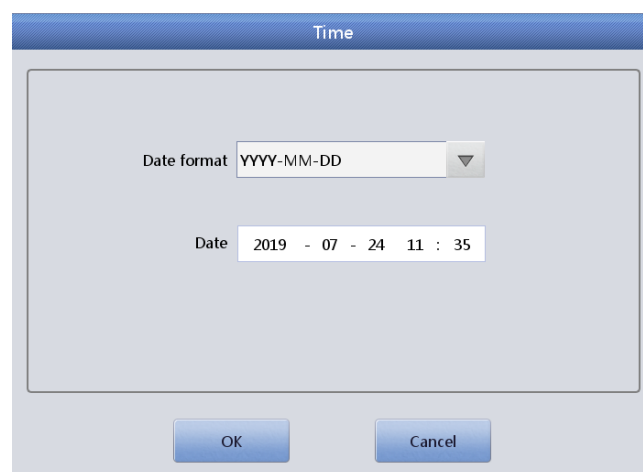 Time
Date format YYYY-MM-DD
Date 2019 - 07 - 24 11 : 35
OK Cancel